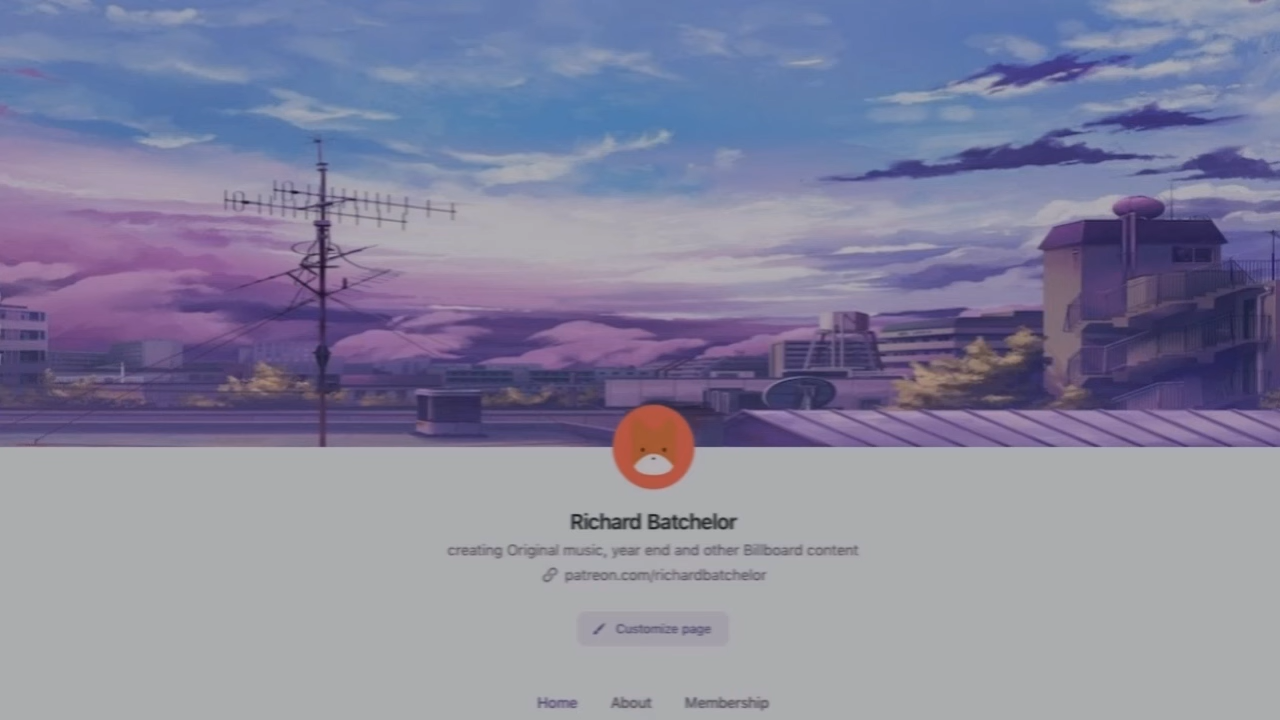 Richard Batchelor
creating Original music, year end and other Billboard content
patreon.com/richardbatchelor
Customize page
Home About Membership